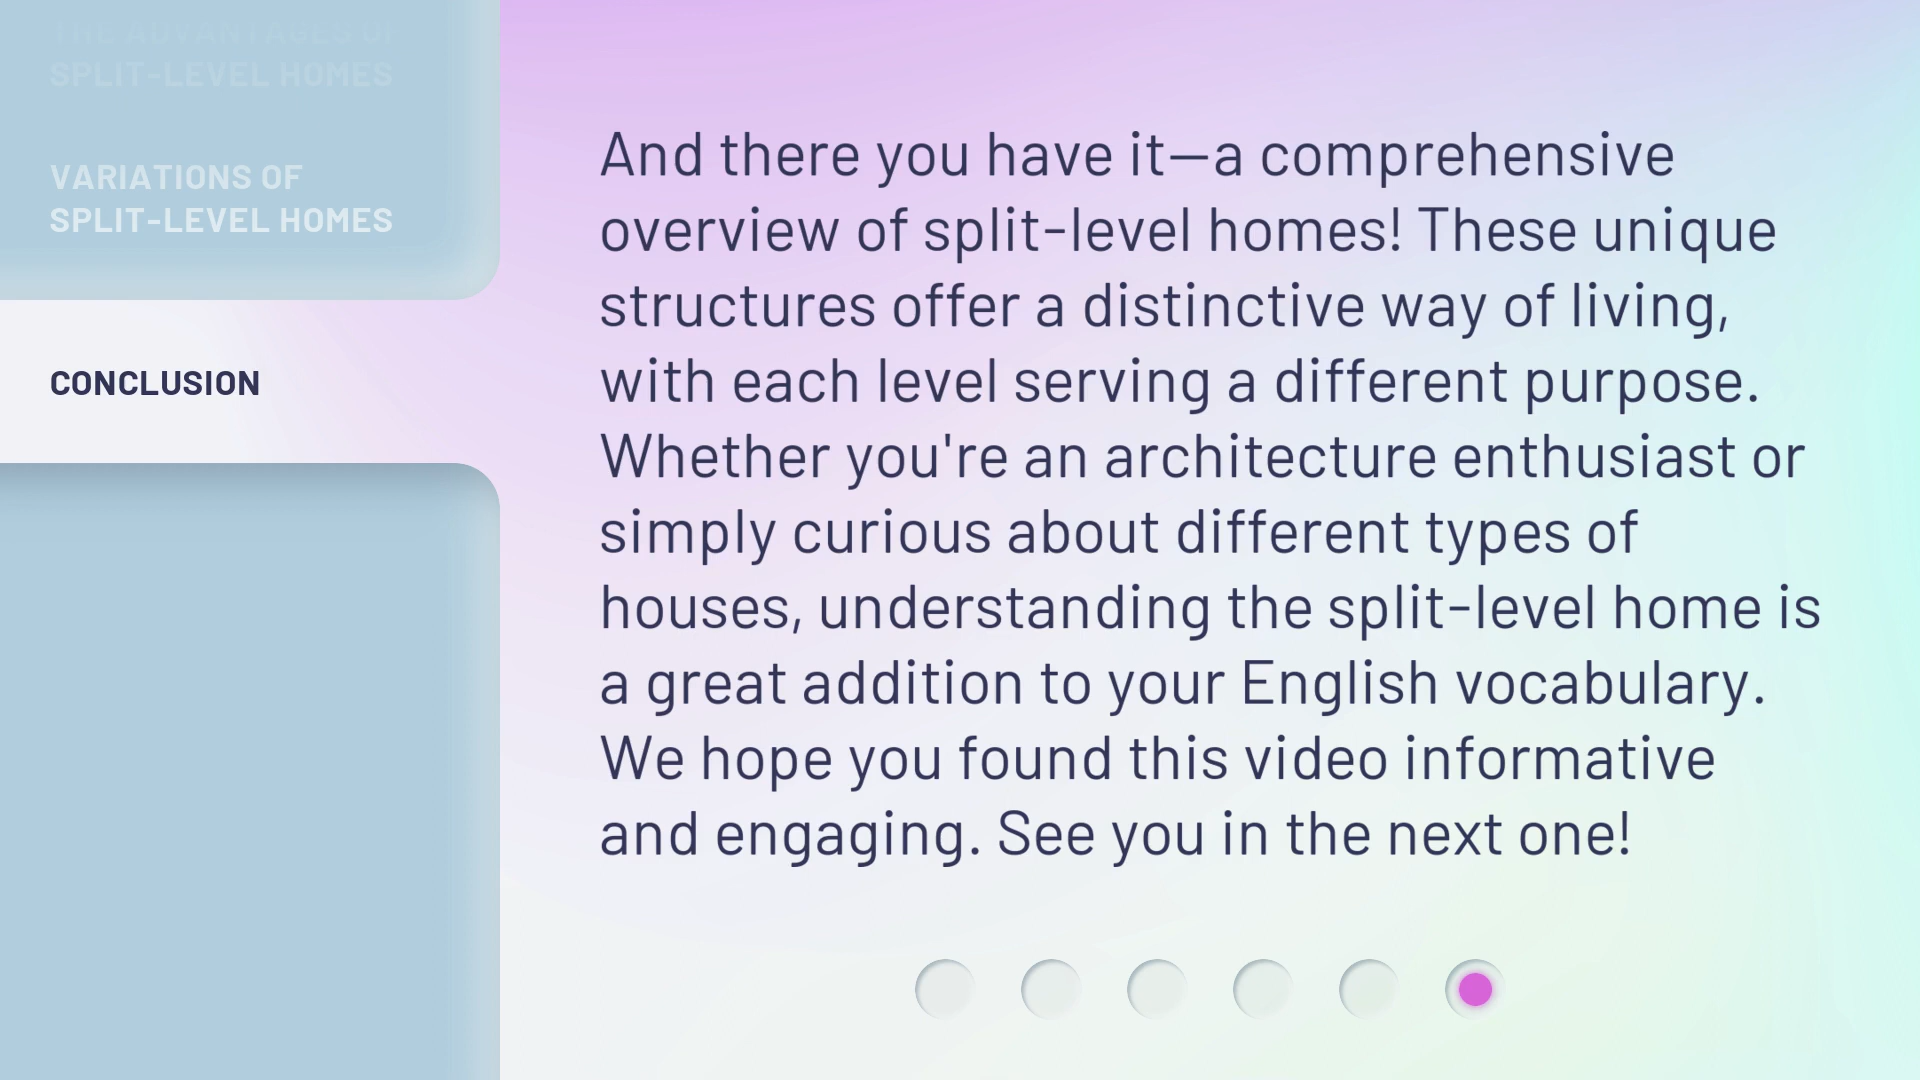 THE ADVANTAGES OF
SPLIT-LEVEL HOMES
VARIATIONS OF
SPLIT-LEVEL HOMES
CONCLUSION
And there you have it—a comprehensive
overview of split-level homes! These unique
structures offer a distinctive way of living,
with each level serving a different purpose.
Whether you're an architecture enthusiast or
simply curious about different types of
houses, understanding the split-level home is
a great addition to your English vocabulary.
We hope you found this video informative
and engaging. See you in the next one!